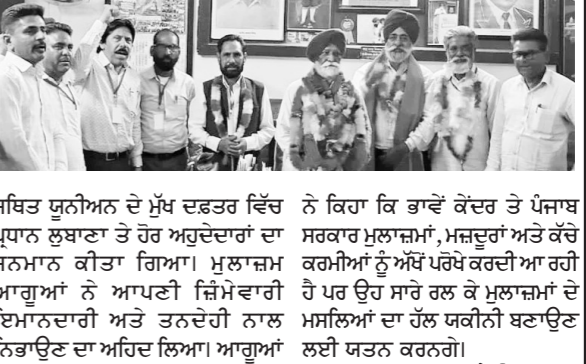 ਸਥਿਤ ਯੂਨੀਅਨ ਦੇ ਮੁੱਖ ਦਫ਼ਤਰ ਵਿੱਚ
ਪ੍ਰਧਾਨ ਲੁਬਾਣਾ ਤੇ ਹੋਰ ਅਹੁਦੇਦਾਰਾਂ ਦਾ
ਸਨਮਾਨ ਕੀਤਾ ਗਿਆ। ਮੁਲਾਜ਼ਮ
ਆਗੂਆਂ ਨੇ ਆਪਣੀ ਜ਼ਿੰਮੇਵਾਰੀ
ਇਮਾਨਦਾਰੀ ਅਤੇ ਤਨਦੇਹੀ ਨਾਲ
ਨਿਭਾਉਣ ਦਾ ਅਹਿਦ ਲਿਆ। ਆਗੂਆਂ
ਨੇ ਕਿਹਾ ਕਿ ਭਾਵੇਂ ਕੇਂਦਰ ਤੇ ਪੰਜਾਬ
ਸਰਕਾਰ ਮੁਲਾਜ਼ਮਾਂ, ਮਜ਼ਦੂਰਾਂ ਅਤੇ ਕੱਚੇ
ਕਰਮੀਆਂ ਨੂੰ ਅੱਖੋਂ ਪਰੋਖੇ ਕਰਦੀ ਆ ਰਹੀ
ਹੈ ਪਰ ਉਹ ਸਾਰੇ ਰਲ ਕੇ ਮੁਲਾਜ਼ਮਾਂ ਦੇ
ਮਸਲਿਆਂ ਦਾ ਹੱਲ ਯਕੀਨੀ ਬਣਾਉਣ
ਲਈ ਯਤਨ ਕਰਨਗੇ।